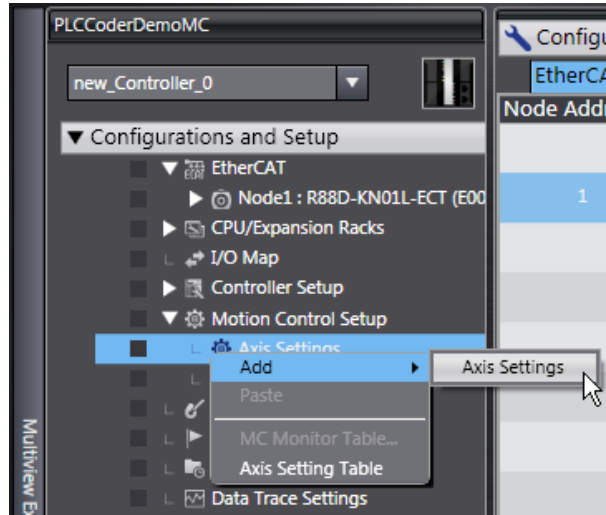 PLCCoderDemoMC
new_Controller_0
Configurations and Setup
EtherCAT
Node1 : R88D-KN01L-ECT (E00
CPU/Expansion Racks
I/O Map
Controller Setup
Motion Control Setup
Axis Settings
Add
Axis Settings
Paste
MC Monitor Table...
Axis Setting Table
Data Trace Settings
Multiview Ex
Configu
EtherCA
Node Addr
1